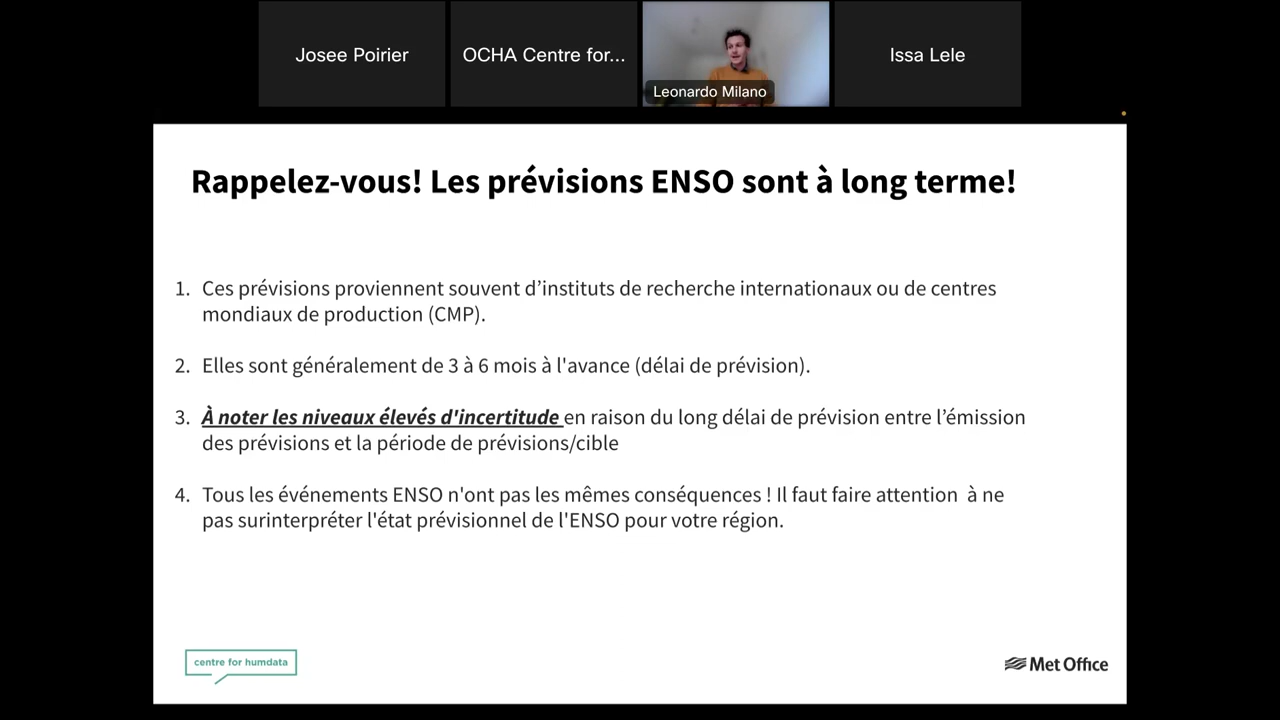 Josee Poirier
OCHA Centre for...
Leonardo Milano
Issa Lele
Rappelez-vous! Les prévisions ENSO sont à long terme!
1. Ces prévisions proviennent souvent d’instituts de recherche internationaux ou de centres
mondiaux de production (CMP).
2. Elles sont généralement de 3 à 6 mois à l'avance (délai de prévision).
3. À noter les niveaux élevés d'incertitude en raison du long délai de prévision entre l’émission
des prévisions et la période de prévisions/cible
4. Tous les événements ENSO n'ont pas les mêmes conséquences ! Il faut faire attention à ne
pas surinterpréter l'état prévisionnel de l'ENSO pour votre région.
centre for humdata
Met Office